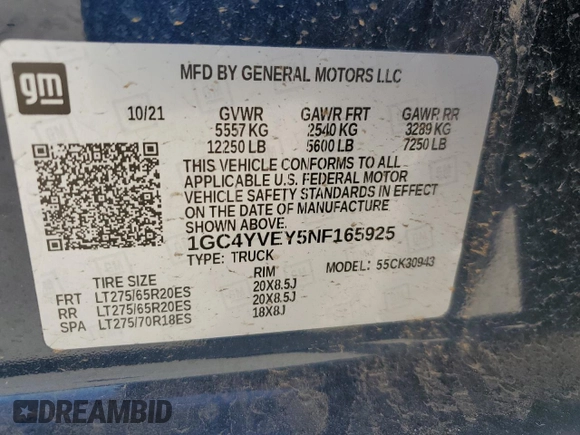 gm
MFD BY GENERAL MOTORS LLC
10/21 GVWR GAWR FRT GAWR RR
5557 KG 2540 KG 3289 KG
12250 LB 5600 LB 7250 LB
THIS VEHICLE CONFORMS TO ALL
APPLICABLE U.S. FEDERAL MOTOR
VEHICLE SAFETY STANDARDS IN EFFECT
ON THE DATE OF MANUFACTURE
SHOWN ABOVE.
1GC4YVEY5NF165925
TYPE: TRUCK MODEL: 55CK30943
TIRE SIZE RIM
FRT LT275/65R20ES 20X8.5J
RR LT275/65R20ES 20X8.5J
SPA LT275/70R18ES 18X8J
DREAMBID